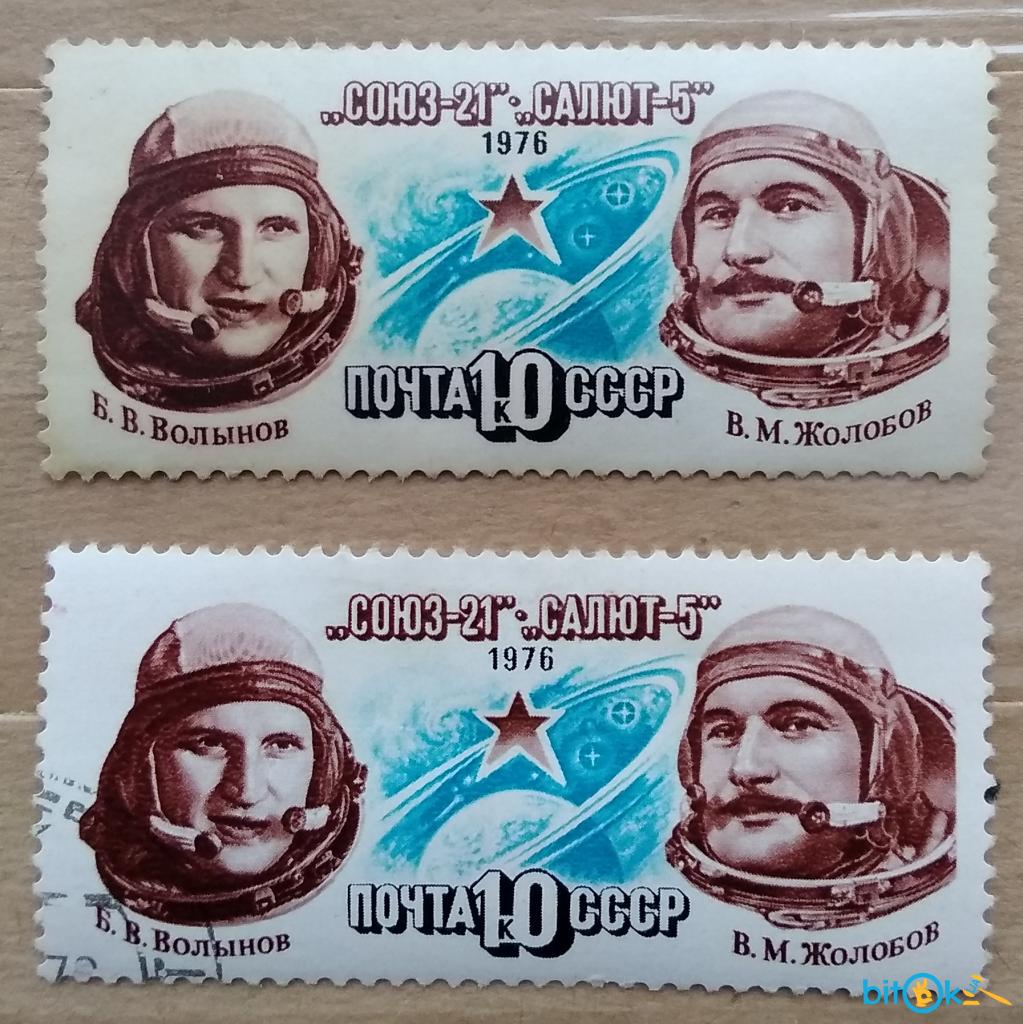 „СОЮЗ-21”·„САЛЮТ-5”
1976
ПОЧТА 10 к СССР
Б. В. ВОЛЫНОВ
В. М. ЖОЛОБОВ
„СОЮЗ-21”·„САЛЮТ-5”
1976
ПОЧТА 10 к СССР
Б. В. ВОЛЫНОВ
В. М. ЖОЛОБОВ
bitok.ua